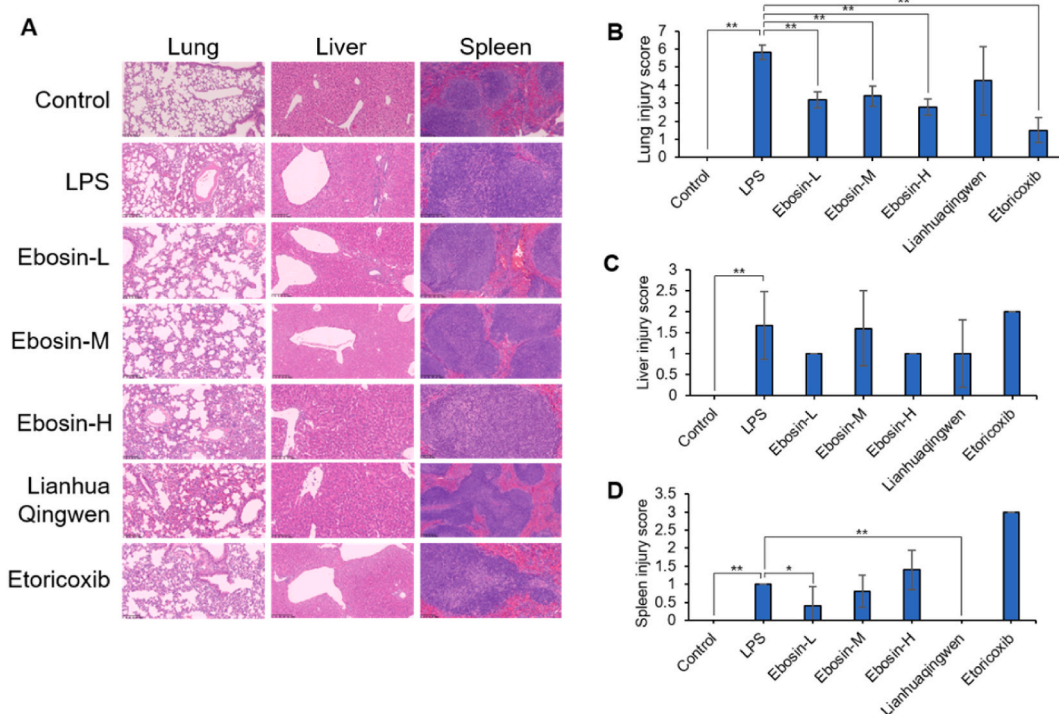 A
Lung Liver Spleen
Control
LPS
Ebosin-L
Ebosin-M
Ebosin-H
Lianhua
Qingwen
Etoricoxib
B
**
**
**
** **
Lung injury score
7
6
5
4
3
2
1
0
Control LPS Ebosin-L Ebosin-M Ebosin-H Lianhuaqingwen Etoricoxib
C
**
Liver injury score
3
2.5
2
1.5
1
0.5
0
Control LPS Ebosin-L Ebosin-M Ebosin-H Lianhuaqingwen Etoricoxib
D
**
** *
Spleen injury score
3.5
3
2.5
2
1.5
1
0.5
0
Control LPS Ebosin-L Ebosin-M Ebosin-H Lianhuaqingwen Etoricoxib